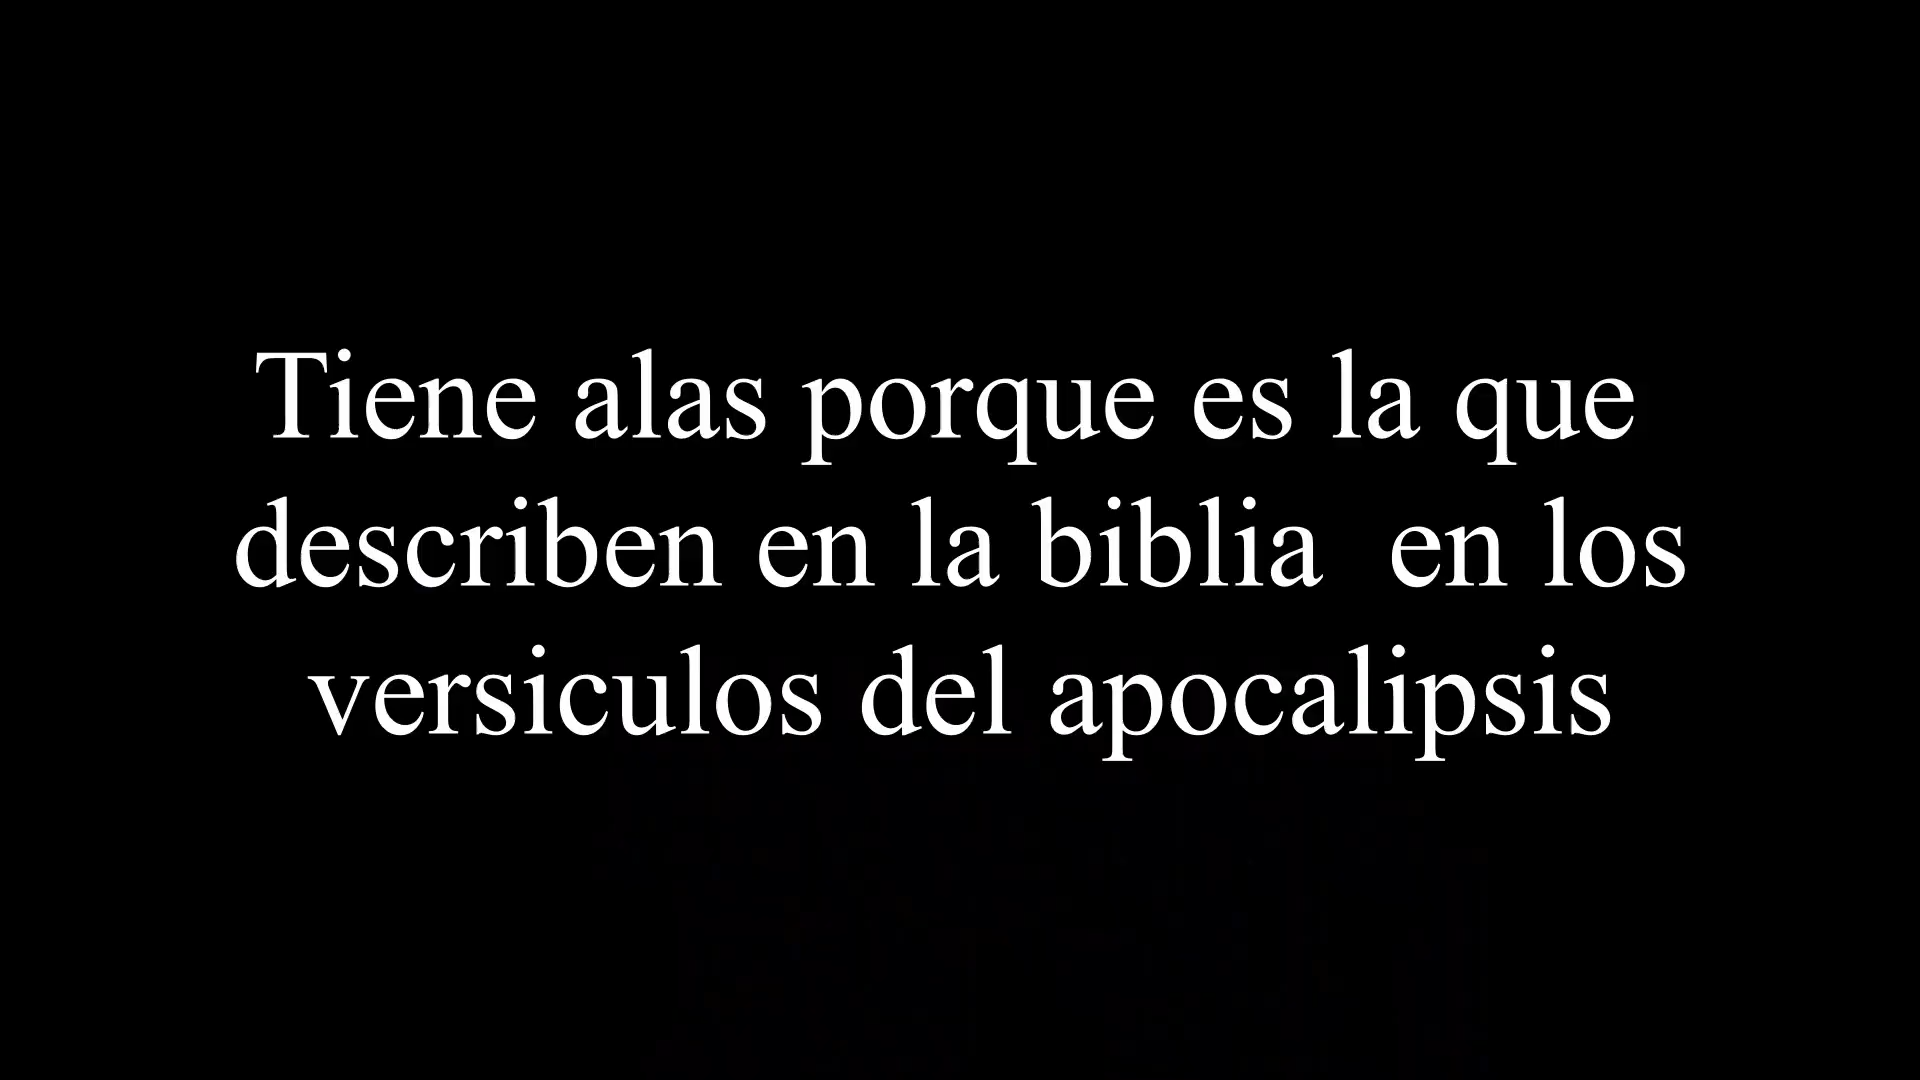 Tiene alas porque es la que
describen en la biblia  en los
versiculos del apocalipsis